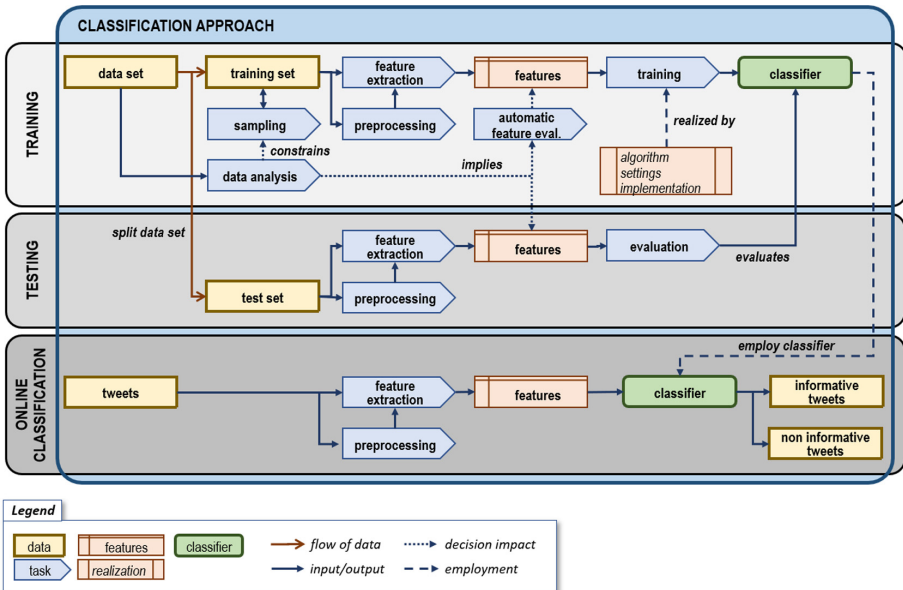 CLASSIFICATION APPROACH
TRAINING
data set
training set
feature
extraction
features
training
classifier
sampling
preprocessing
automatic
feature eval.
realized by
constrains
data analysis
implies
algorithm
settings
implementation
TESTING
split data set
feature
extraction
features
evaluation
evaluates
test set
preprocessing
ONLINE
CLASSIFICATION
employ classifier
tweets
feature
extraction
features
classifier
informative
tweets
preprocessing
non informative
tweets
Legend
data
features
classifier
flow of data
decision impact
task
realization
input/output
employment